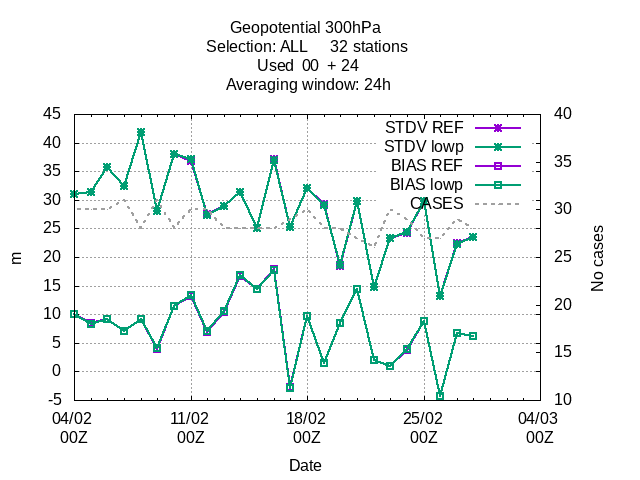 Geopotential 300hPa
Selection: ALL 32 stations
Used 00 + 24
Averaging window: 24h
45
40
35
30
25
20
15
10
5
0
-5
m
40
35
30
25
20
15
10
No cases
STDV REF
STDV lowp
BIAS REF
BIAS lowp
CASES
04/02 11/02 18/02 25/02 04/03
00Z 00Z 00Z 00Z 00Z
Date